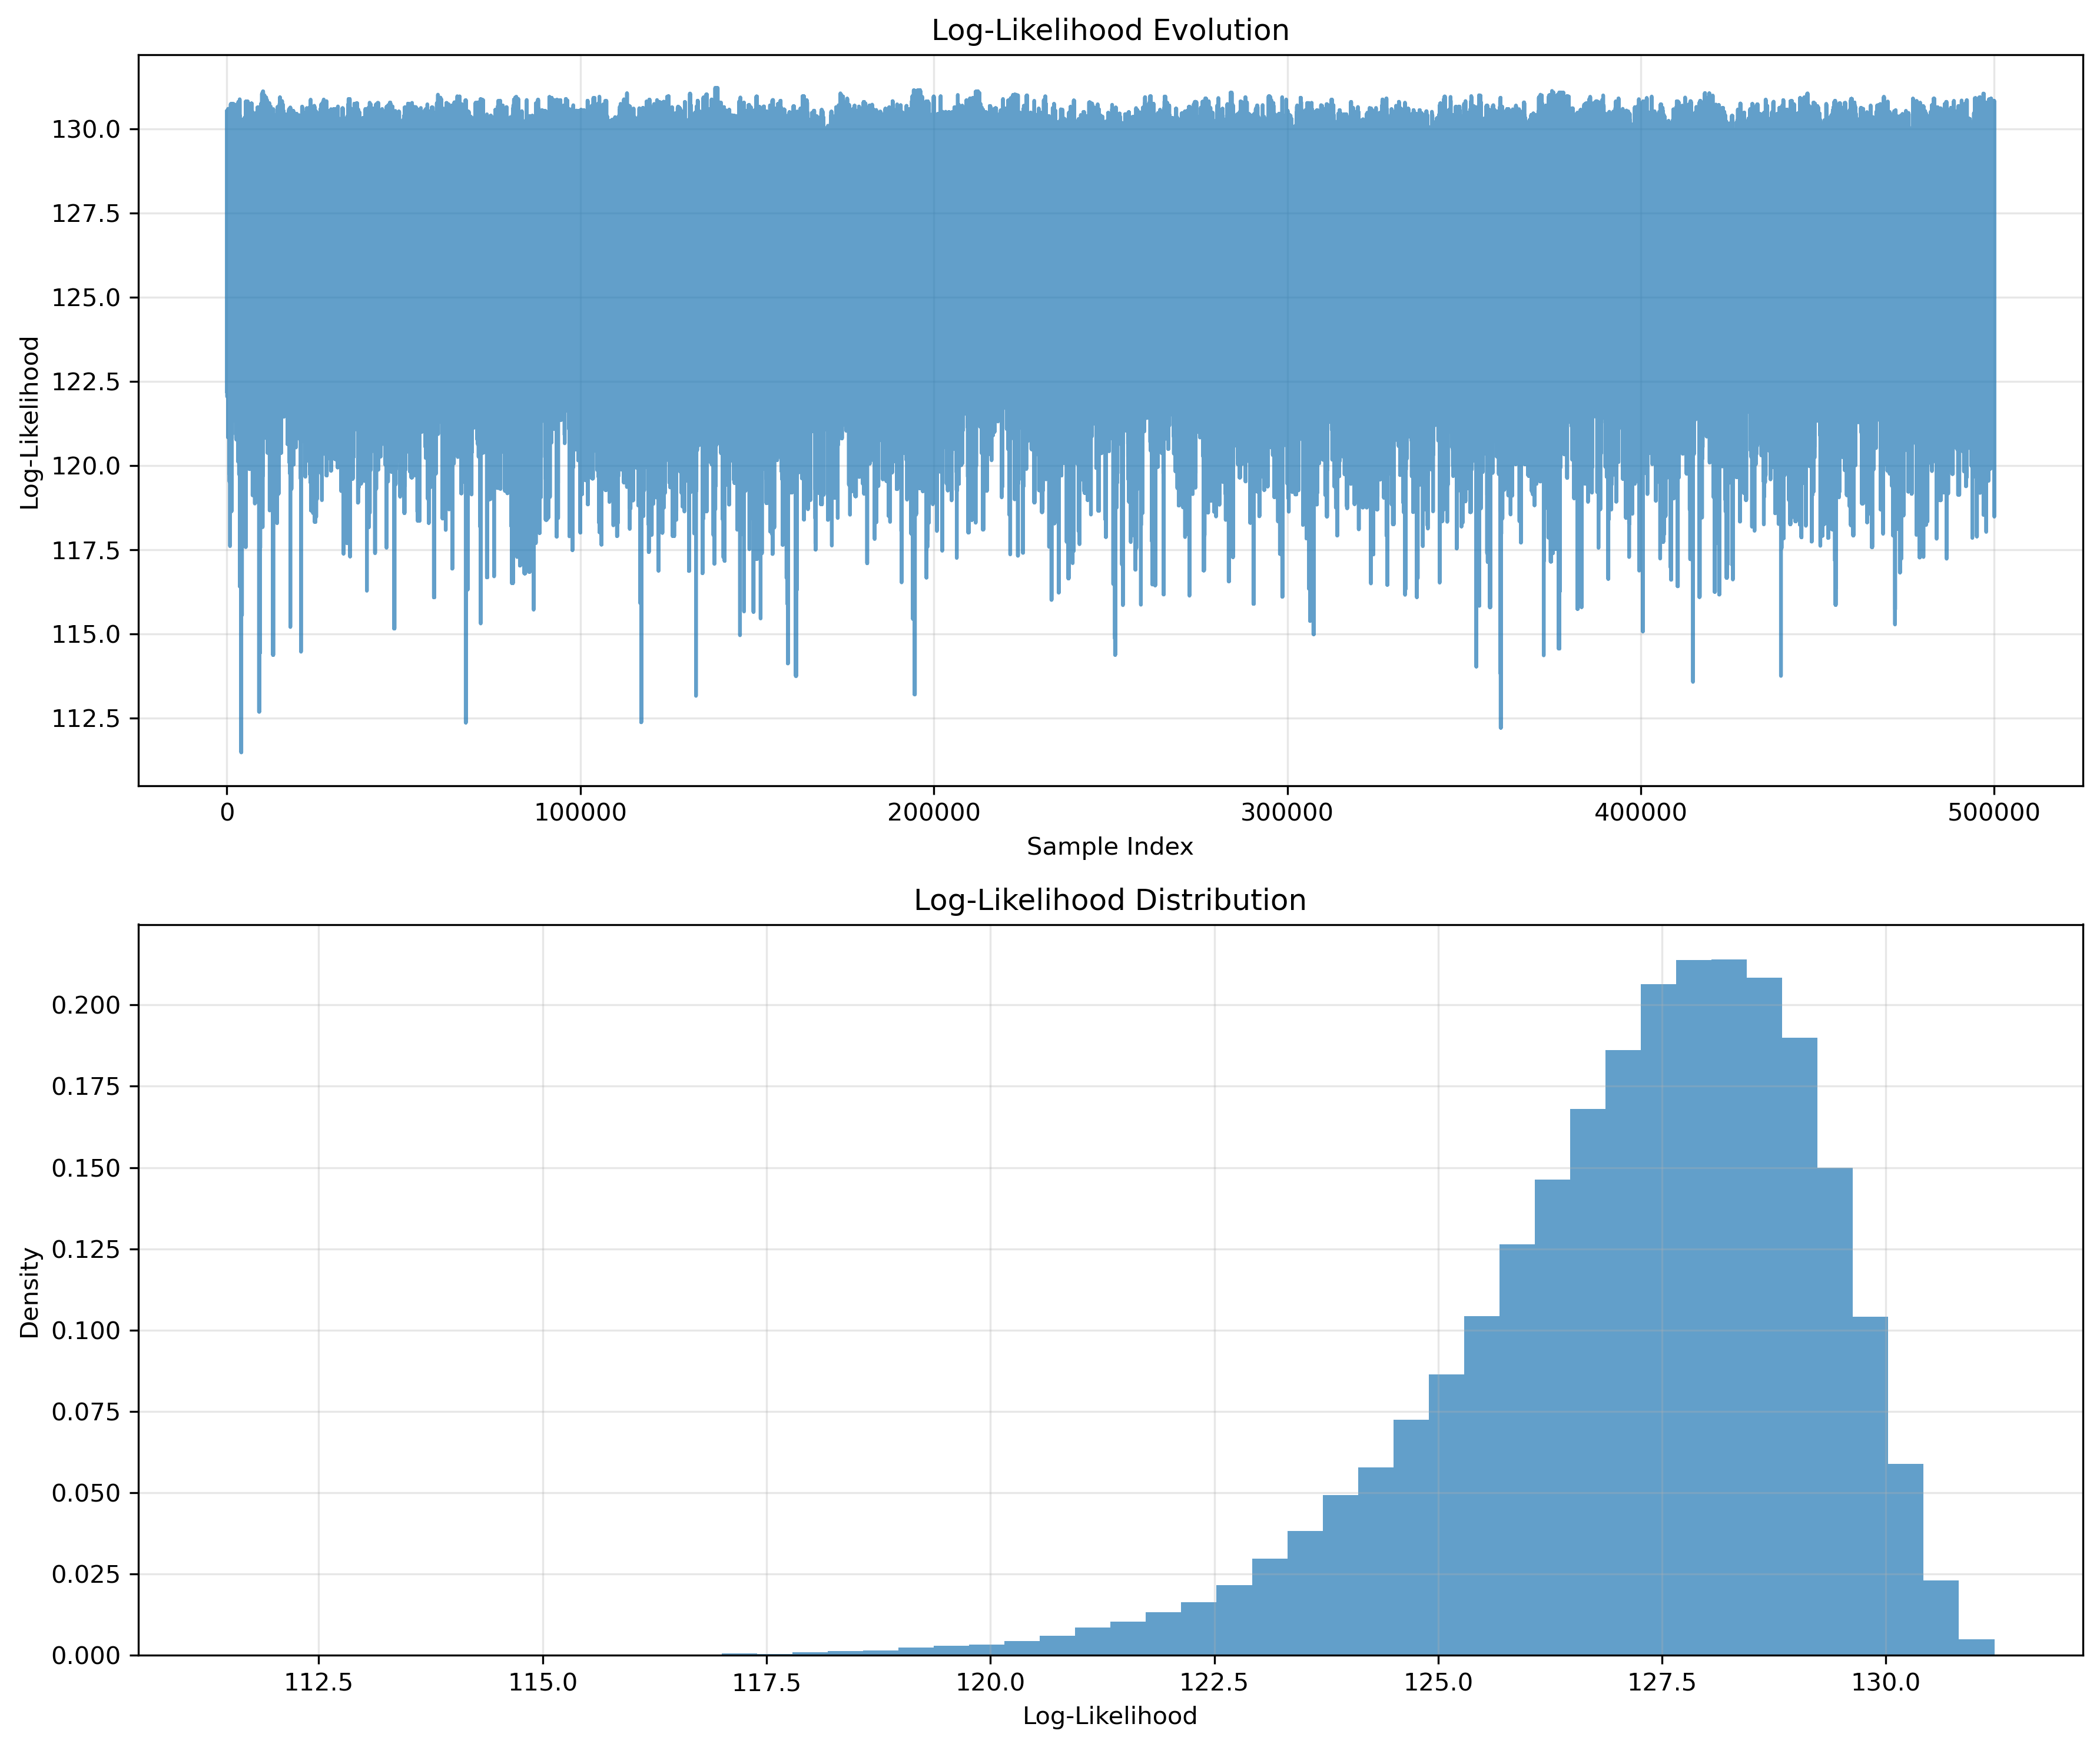 Log-Likelihood Evolution
130.0
127.5
125.0
122.5
120.0
117.5
115.0
112.5
Log-Likelihood
0 100000 200000 300000 400000 500000
Sample Index
Log-Likelihood Distribution
0.200
0.175
0.150
0.125
0.100
0.075
0.050
0.025
0.000
Density
112.5 115.0 117.5 120.0 122.5 125.0 127.5 130.0
Log-Likelihood